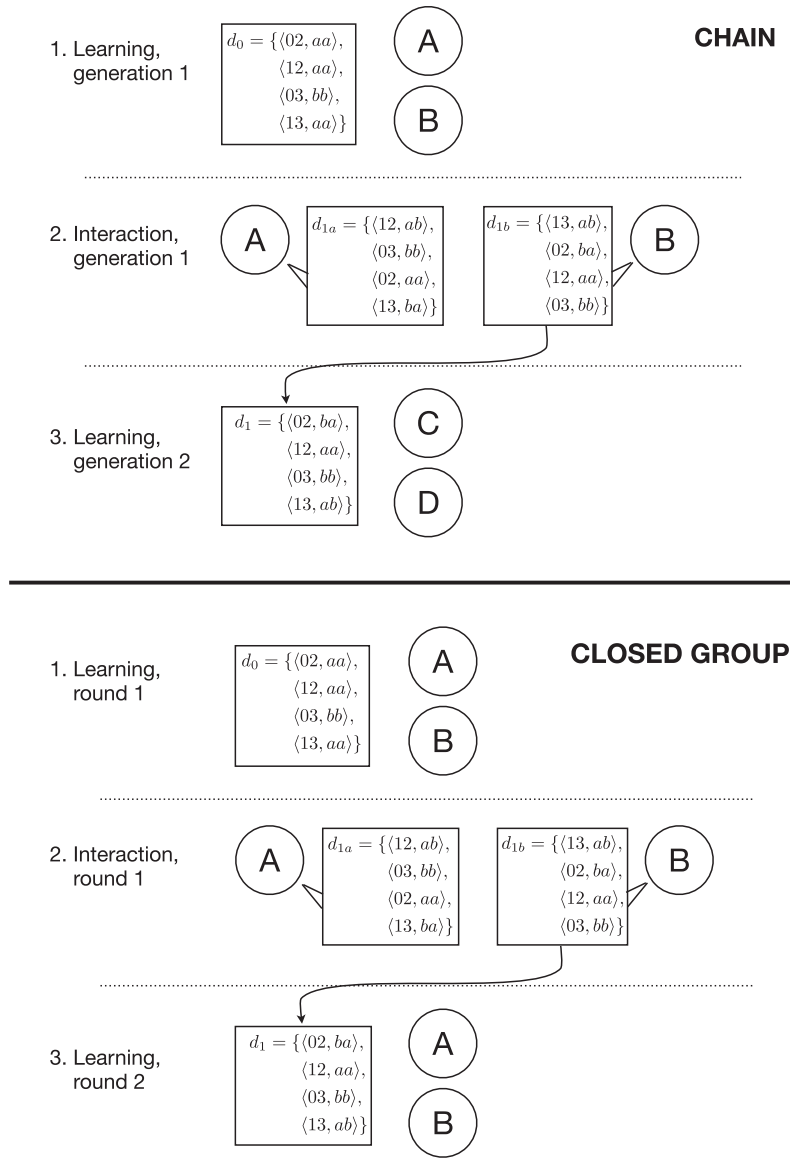 CHAIN
1. Learning,
generation 1
d₀ = {⟨02, aa⟩,
⟨12, aa⟩,
⟨03, bb⟩,
⟨13, aa⟩}
A
B
2. Interaction,
generation 1
A
d₁ₐ = {⟨12, ab⟩,
⟨03, bb⟩,
⟨02, aa⟩,
⟨13, ba⟩}
d_{1b} = {⟨13, ab⟩,
⟨02, ba⟩,
⟨12, aa⟩,
⟨03, bb⟩}
B
3. Learning,
generation 2
d₁ = {⟨02, ba⟩,
⟨12, aa⟩,
⟨03, bb⟩,
⟨13, ab⟩}
C
D
CLOSED GROUP
1. Learning,
round 1
d₀ = {⟨02, aa⟩,
⟨12, aa⟩,
⟨03, bb⟩,
⟨13, aa⟩}
A
B
2. Interaction,
round 1
A
d₁ₐ = {⟨12, ab⟩,
⟨03, bb⟩,
⟨02, aa⟩,
⟨13, ba⟩}
d_{1b} = {⟨13, ab⟩,
⟨02, ba⟩,
⟨12, aa⟩,
⟨03, bb⟩}
B
3. Learning,
round 2
d₁ = {⟨02, ba⟩,
⟨12, aa⟩,
⟨03, bb⟩,
⟨13, ab⟩}
A
B